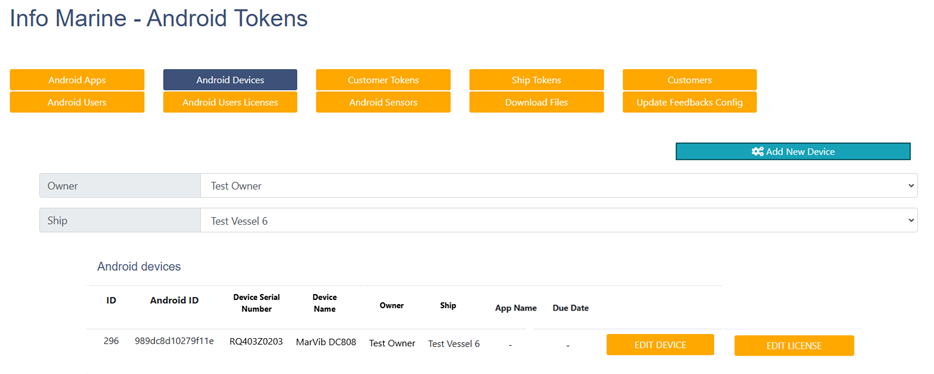 Info Marine - Android Tokens
Android Apps
Android Devices
Customer Tokens
Ship Tokens
Customers
Android Users
Android Users Licenses
Android Sensors
Download Files
Update Feedbacks Config
Add New Device
Owner Test Owner
Ship Test Vessel 6
Android devices
ID Android ID Device Serial Number Device Name Owner Ship App Name Due Date
296 989dc8d10279f11e RQ403Z0203 MarVib DC808 Test Owner Test Vessel 6 - - EDIT DEVICE EDIT LICENSE